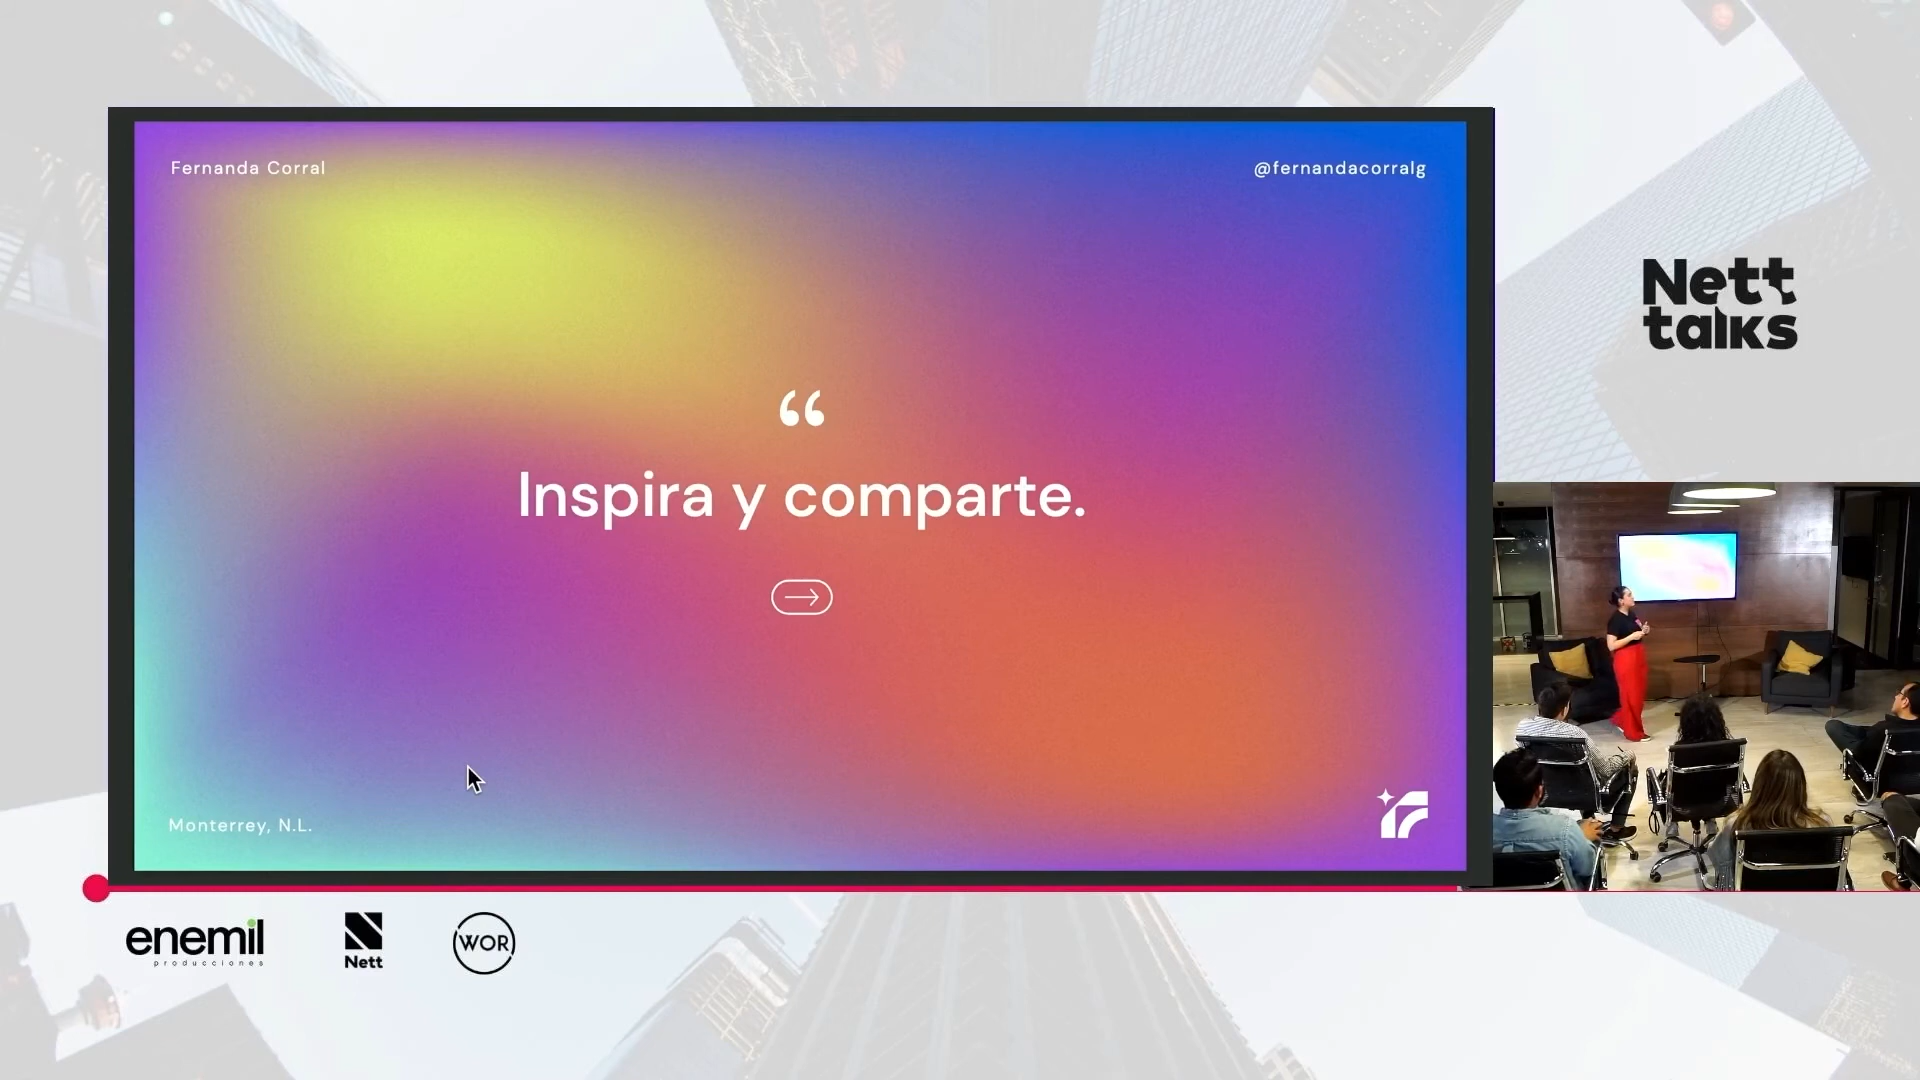 Fernanda Corral
@fernandacorralg
“
Inspira y comparte.
Monterrey, N.L.
Nett
talks
enemil
producciones
Nett
WOR